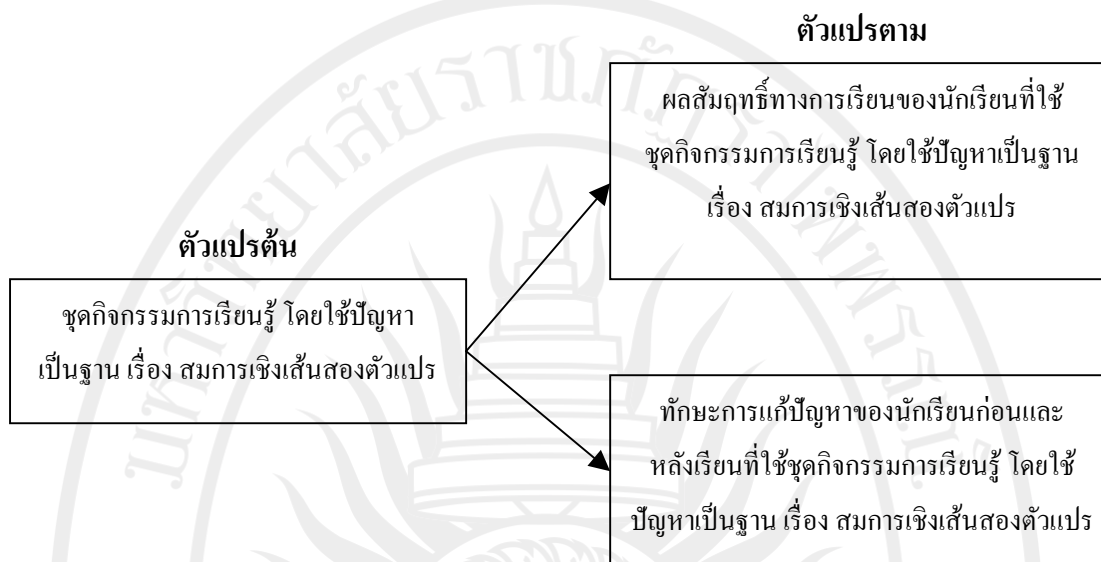 ตัวแปรตาม
ผลสัมฤทธิ์ทางการเรียนของนักเรียนที่ใช้
ชุดกิจกรรมการเรียนรู้ โดยใช้ปัญหาเป็นฐาน
เรื่อง สมการเชิงเส้นสองตัวแปร
ตัวแปรต้น
ชุดกิจกรรมการเรียนรู้ โดยใช้ปัญหา
เป็นฐาน เรื่อง สมการเชิงเส้นสองตัวแปร
ทักษะการแก้ปัญหาของนักเรียนก่อนและ
หลังเรียนที่ใช้ชุดกิจกรรมการเรียนรู้ โดยใช้
ปัญหาเป็นฐาน เรื่อง สมการเชิงเส้นสองตัวแปร